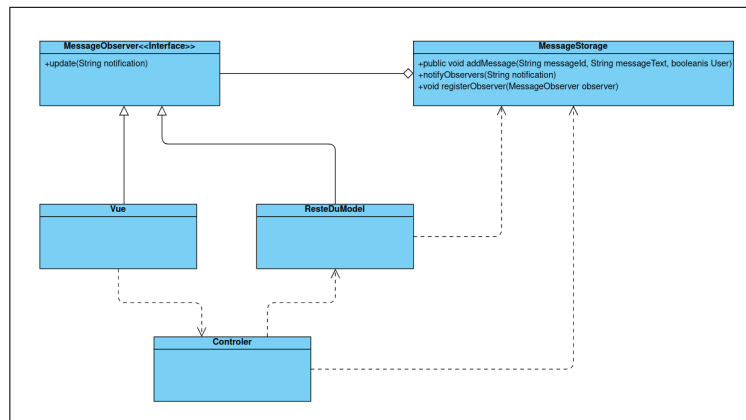 MessageObserver<<Interface>>
+update(String notification)
MessageStorage
+public void addMessage(String messageId, String messageText, booleanis User)
+notifyObservers(String notification)
+void registerObserver(MessageObserver observer)
Vue
ResteDuModel
Controler